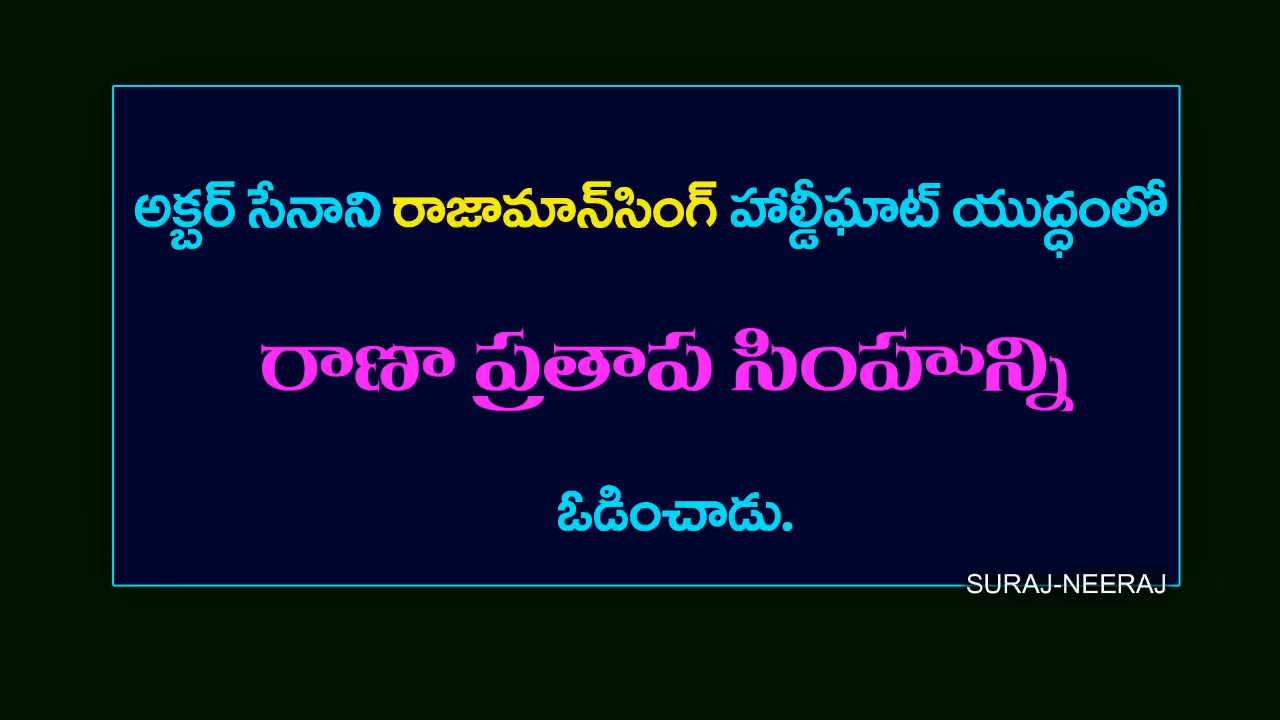 అక్బర్ సేనాని రాజామాన్‌సింగ్ హాల్డీఘాట్ యుద్ధంలో
రాణా ప్రతాప సింహున్ని
ఓడించాడు.
SURAJ-NEERAJ